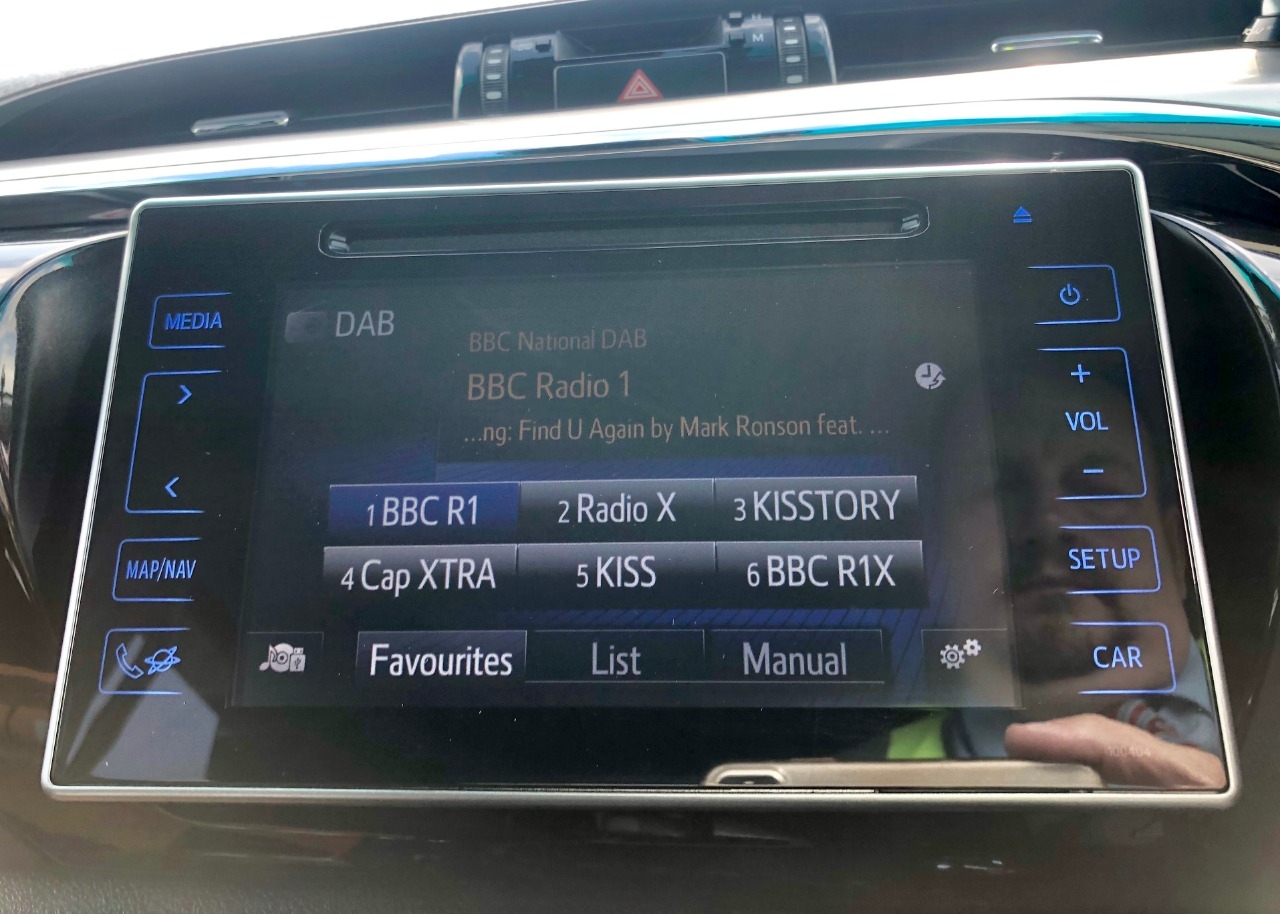 M
MEDIA
DAB
BBC National DAB
BBC Radio 1
...ng: Find U Again by Mark Ronson feat. ...
1 BBC R1
2 Radio X
3 KISSTORY
4 Cap XTRA
5 KISS
6 BBC R1X
Favourites
List
Manual
MAP/NAV
+
VOL
−
SETUP
CAR
100404